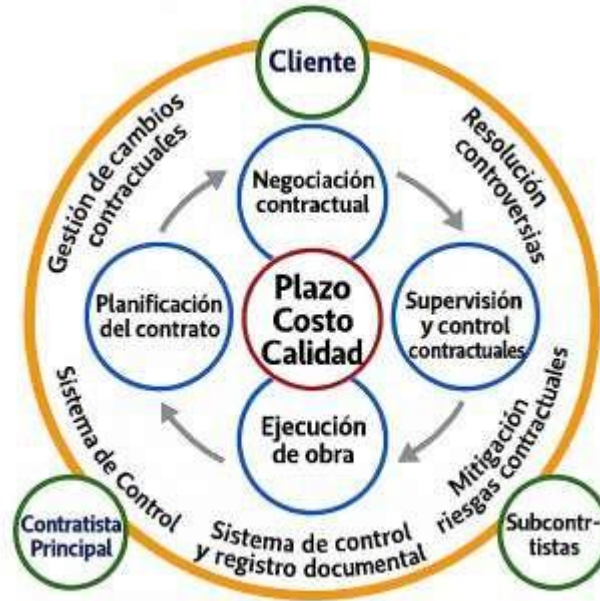 Cliente
Gestión de cambios
contractuales
Resolución
controversias
Negociación
contractual
Planificación
del contrato
Plazo
Costo
Calidad
Supervisión
y control
contractuales
Ejecución
de obra
Sistema de Control
Sistema de control
y registro documental
Mitigación
riesgas contractuales
Contratista
Principal
Subcontr-
tistas